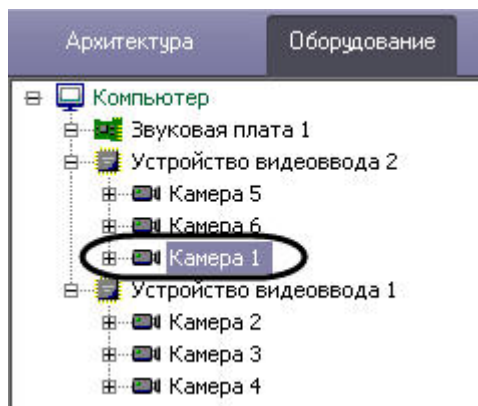 Архитектура Оборудование
Компьютер
Звуковая плата 1
Устройство видеоввода 2
Камера 5
Камера 6
Камера 1
Устройство видеоввода 1
Камера 2
Камера 3
Камера 4